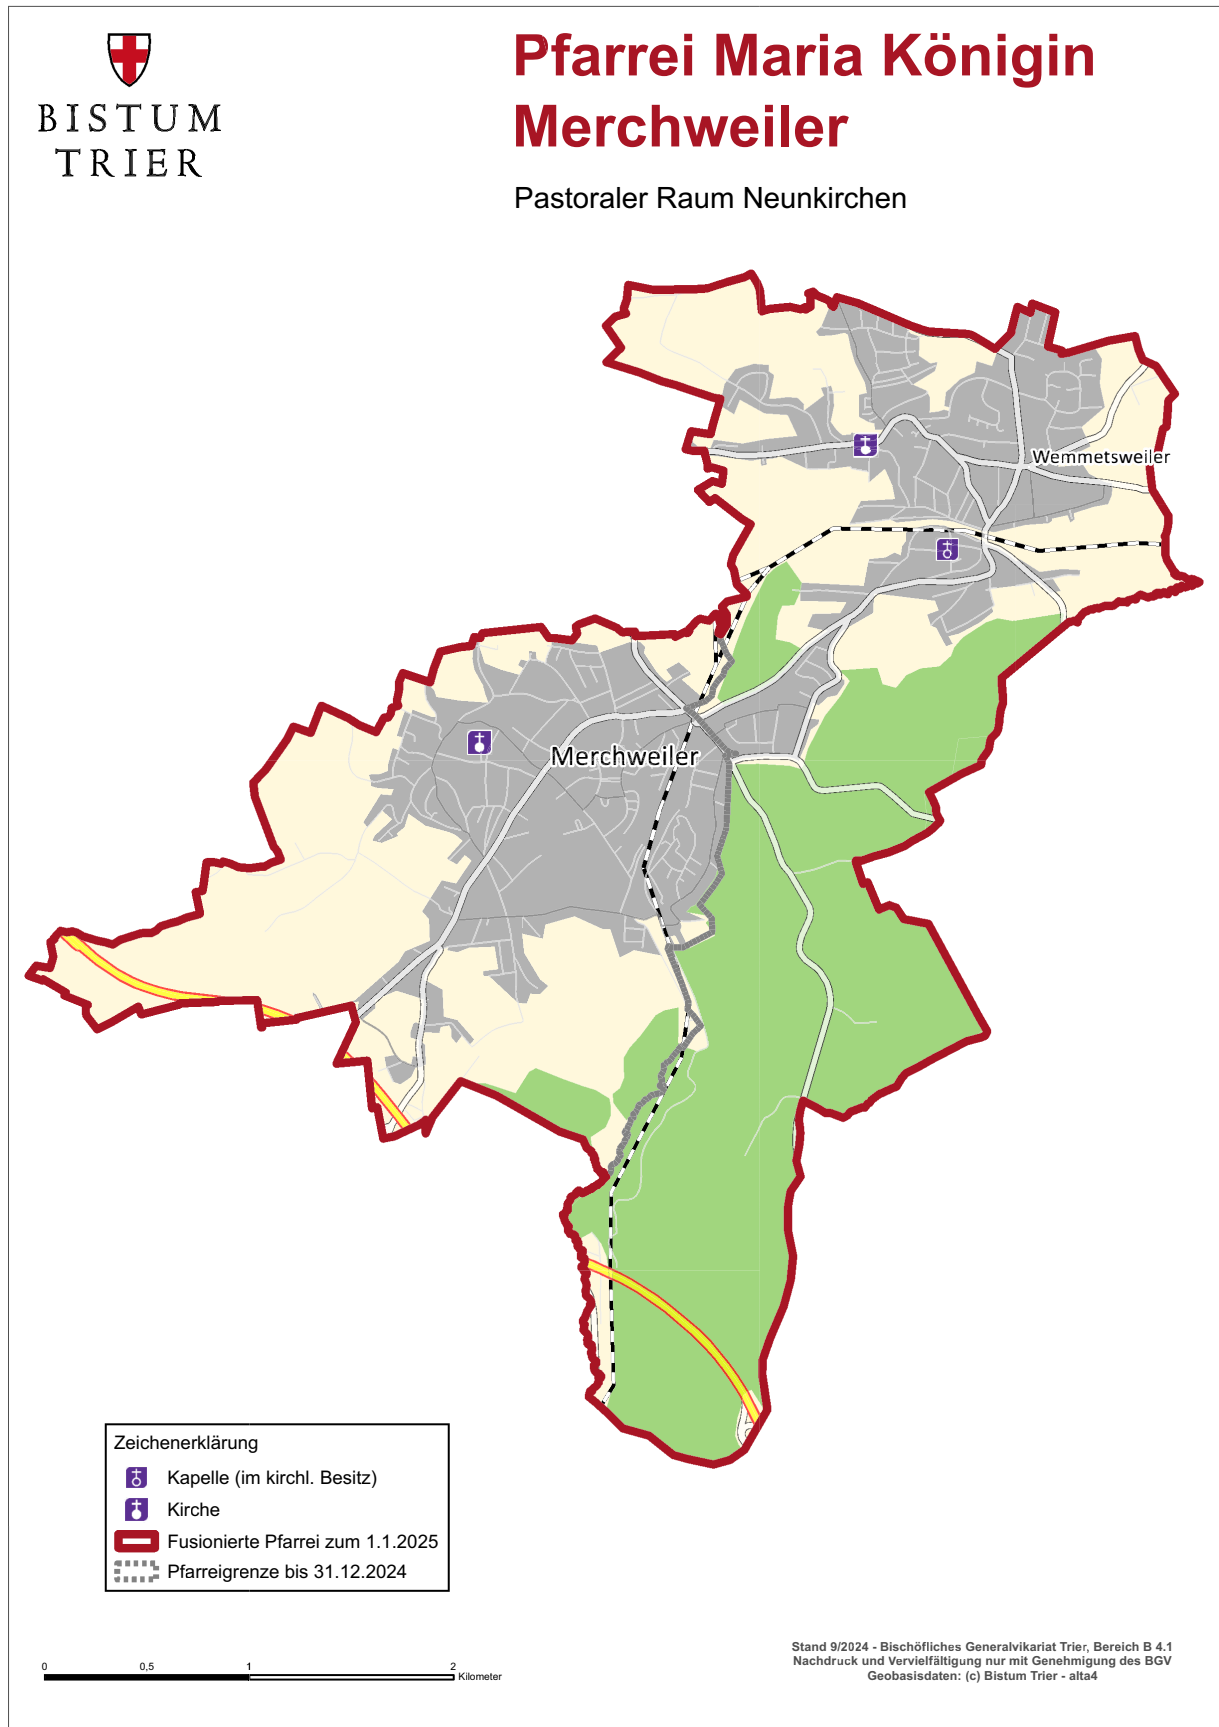 BISTUM
TRIER
Pfarrei Maria Königin
Merchweiler
Pastoraler Raum Neunkirchen
Wemmetsweiler
Merchweiler
Zeichenerklärung
Kapelle (im kirchl. Besitz)
Kirche
Fusionierte Pfarrei zum 1.1.2025
Pfarreigrenze bis 31.12.2024
0 0,5 1 2
Kilometer
Stand 9/2024 - Bischöfliches Generalvikariat Trier, Bereich B 4.1
Nachdruck und Vervielfältigung nur mit Genehmigung des BGV
Geobasisdaten: (c) Bistum Trier - alta4